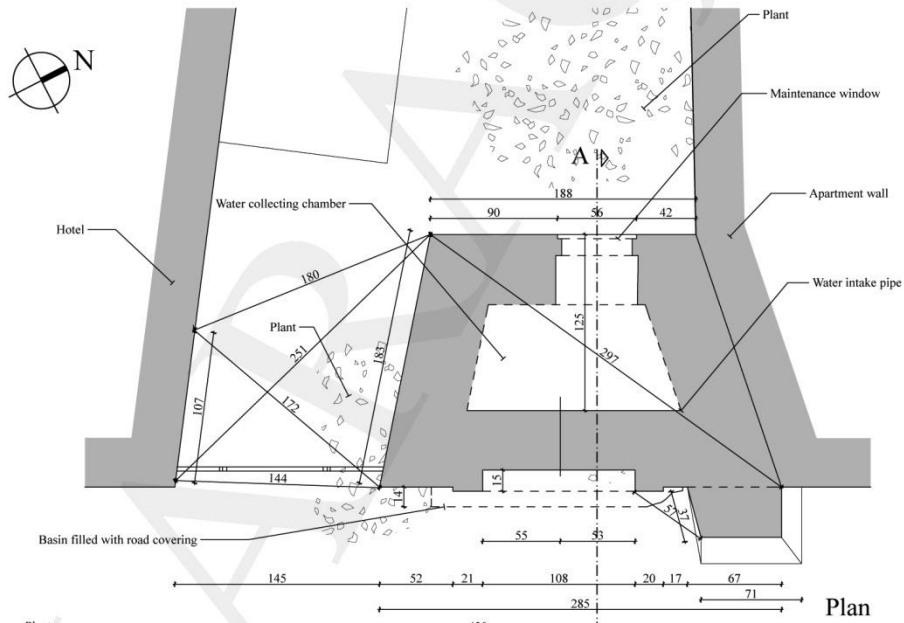 N
Plant
Maintenance window
A
188
90 56 42
Water collecting chamber
Apartment wall
Hotel
180
Water intake pipe
Plant
125
251
183
297
107
172
144
15
14
57
37
Basin filled with road covering
55 53
145 52 21 108 20 17 67
71
285
Plan